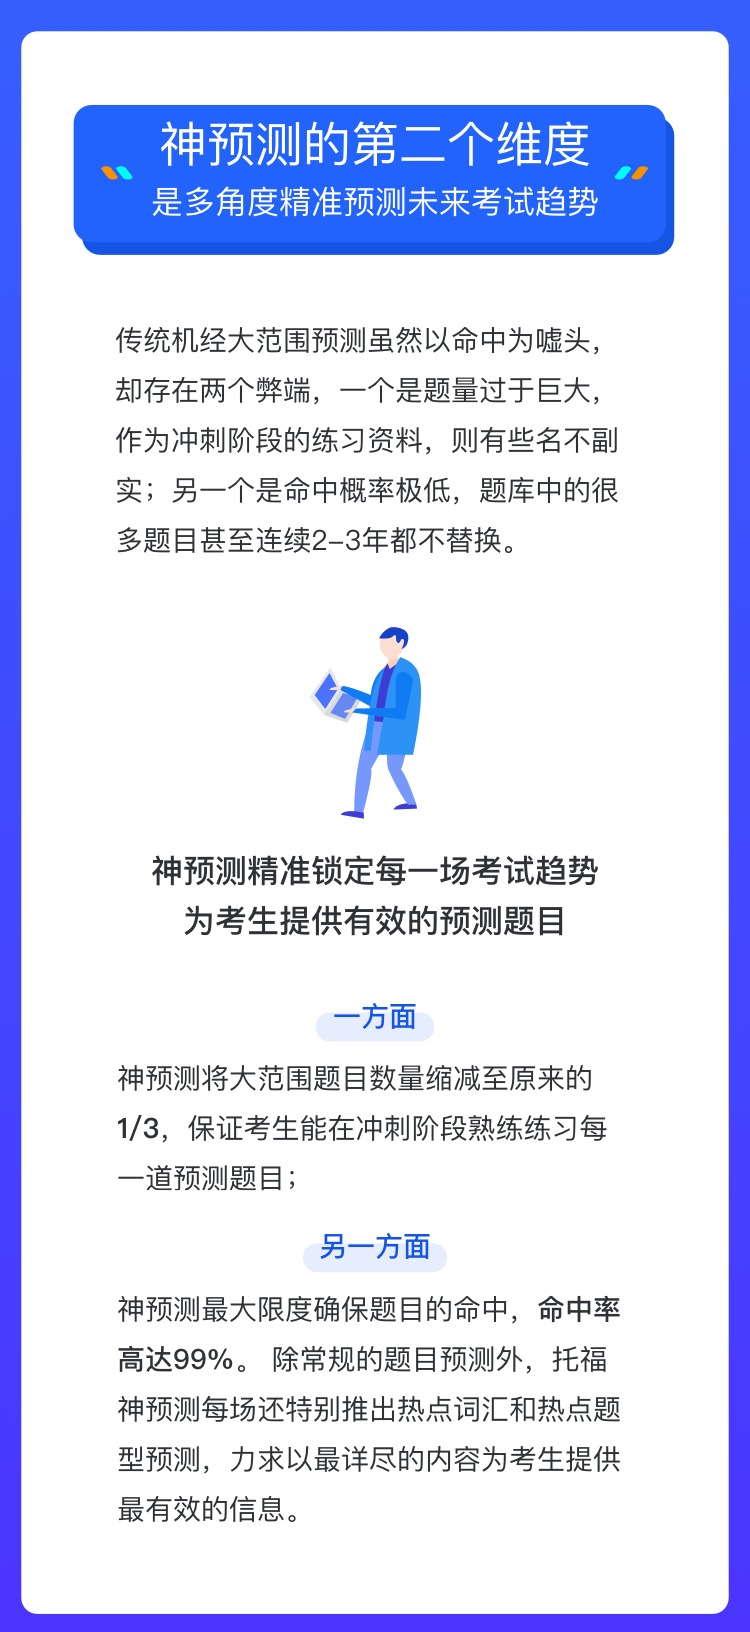 神预测的第二个维度
是多角度精准预测未来考试趋势
传统机经大范围预测虽然以命中为噱头，
却存在两个弊端，一个是题量过于巨大，
作为冲刺阶段的练习资料，则有些名不副
实；另一个是命中概率极低，题库中的很
多题目甚至连续2-3年都不替换。
神预测精准锁定每一场考试趋势
为考生提供有效的预测题目
一方面
神预测将大范围题目数量缩减至原来的
1/3，保证考生能在冲刺阶段熟练练习每
一道预测题目；
另一方面
神预测最大限度确保题目的命中，命中率
高达99%。 除常规的题目预测外，托福
神预测每场还特别推出热点词汇和热点题
型预测，力求以最详尽的内容为考生提供
最有效的信息。